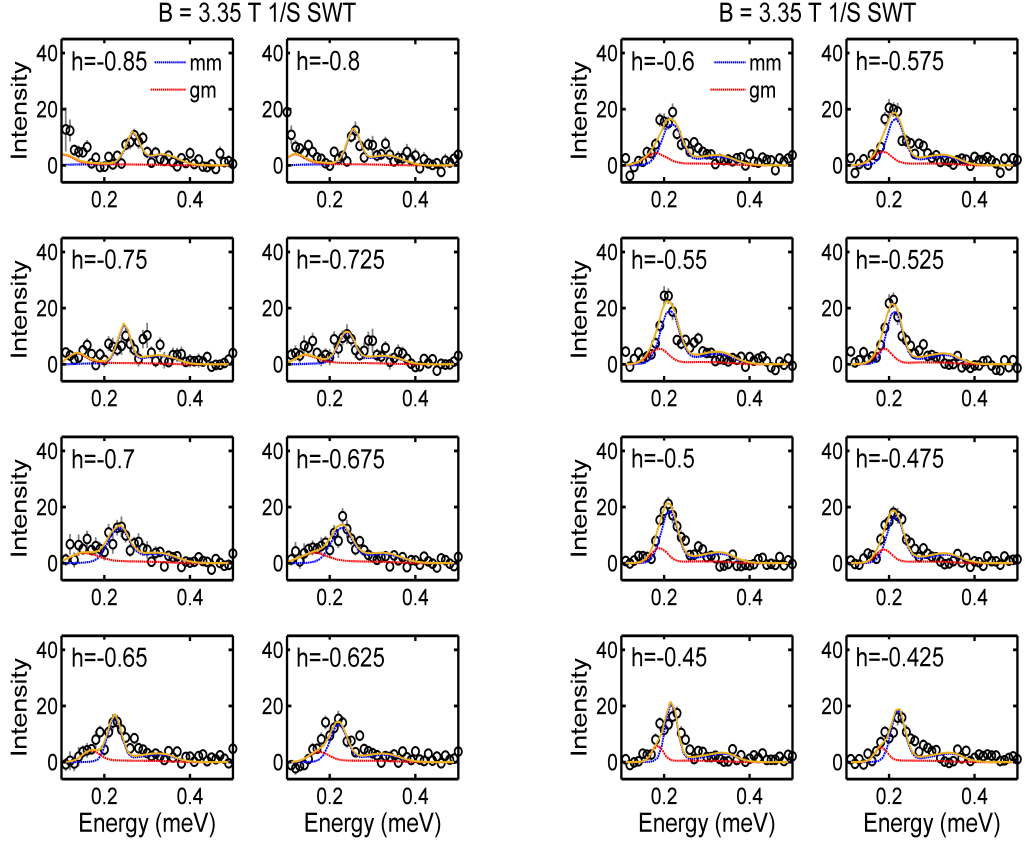 B = 3.35 T 1/S SWT
B = 3.35 T 1/S SWT
Intensity
40
20
0
h=-0.85
mm
gm
0.2
0.4
40
20
0
h=-0.8
0.2
0.4
Intensity
40
20
0
h=-0.6
mm
gm
0.2
0.4
40
20
0
h=-0.575
0.2
0.4
Intensity
40
20
0
h=-0.75
0.2
0.4
40
20
0
h=-0.725
0.2
0.4
Intensity
40
20
0
h=-0.55
0.2
0.4
40
20
0
h=-0.525
0.2
0.4
Intensity
40
20
0
h=-0.7
0.2
0.4
40
20
0
h=-0.675
0.2
0.4
Intensity
40
20
0
h=-0.5
0.2
0.4
40
20
0
h=-0.475
0.2
0.4
Intensity
40
20
0
h=-0.65
0.2
0.4
Energy (meV)
40
20
0
h=-0.625
0.2
0.4
Energy (meV)
Intensity
40
20
0
h=-0.45
0.2
0.4
Energy (meV)
40
20
0
h=-0.425
0.2
0.4
Energy (meV)